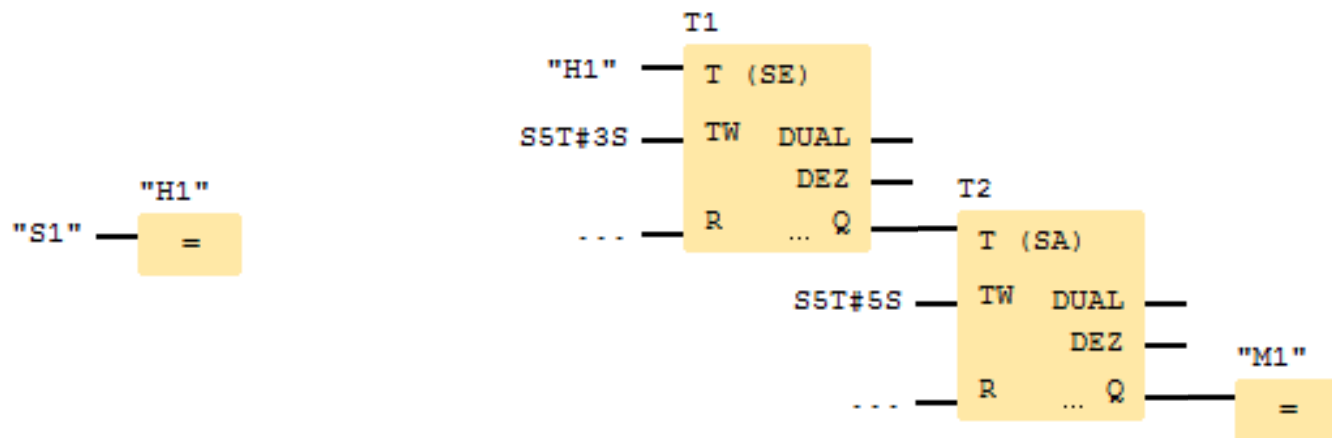 "S1"
"H1"
=
T1
"H1"
T (SE)
S5T#3S
TW
DUAL
DEZ
---
R
...
Q
T2
T (SA)
S5T#5S
TW
DUAL
DEZ
---
R
...
Q
"M1"
=